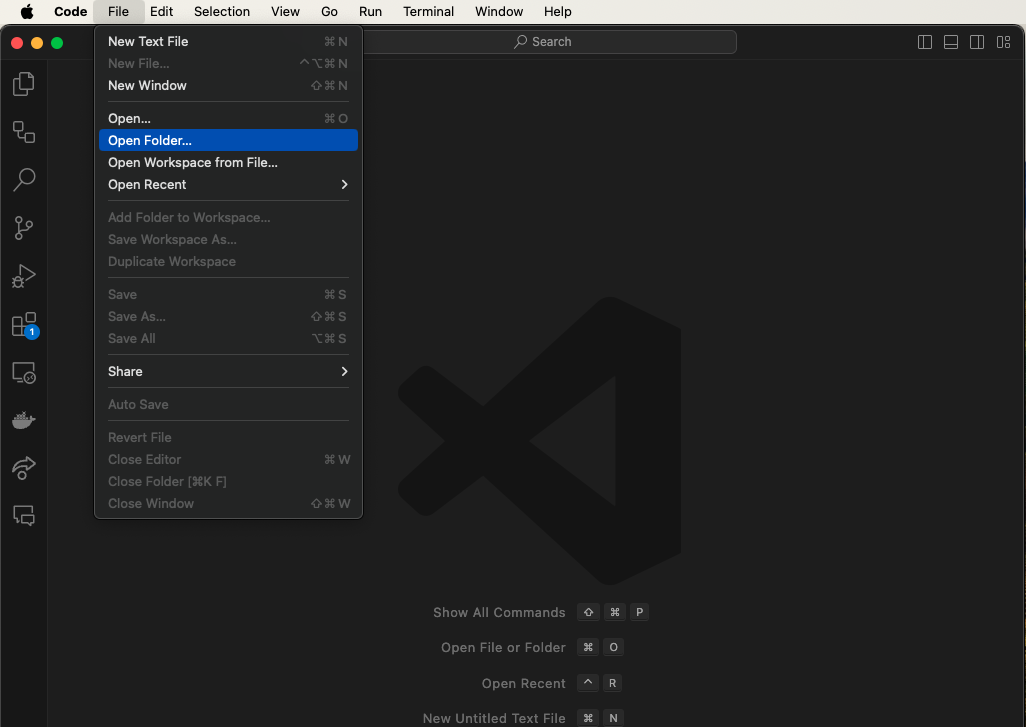 Code File Edit Selection View Go Run Terminal Window Help
Search
New Text File ⌘ N
New File... ^⌥⌘ N
New Window ⇧⌘ N
Open... ⌘ O
Open Folder...
Open Workspace from File...
Open Recent
Add Folder to Workspace...
Save Workspace As...
Duplicate Workspace
Save ⌘ S
Save As... ⇧⌘ S
Save All ⌥⌘ S
Share
Auto Save
Revert File
Close Editor ⌘ W
Close Folder [⌘K F]
Close Window ⇧⌘ W
1
Show All Commands ⇧ ⌘ P
Open File or Folder ⌘ O
Open Recent ^ R
New Untitled Text File ⌘ N